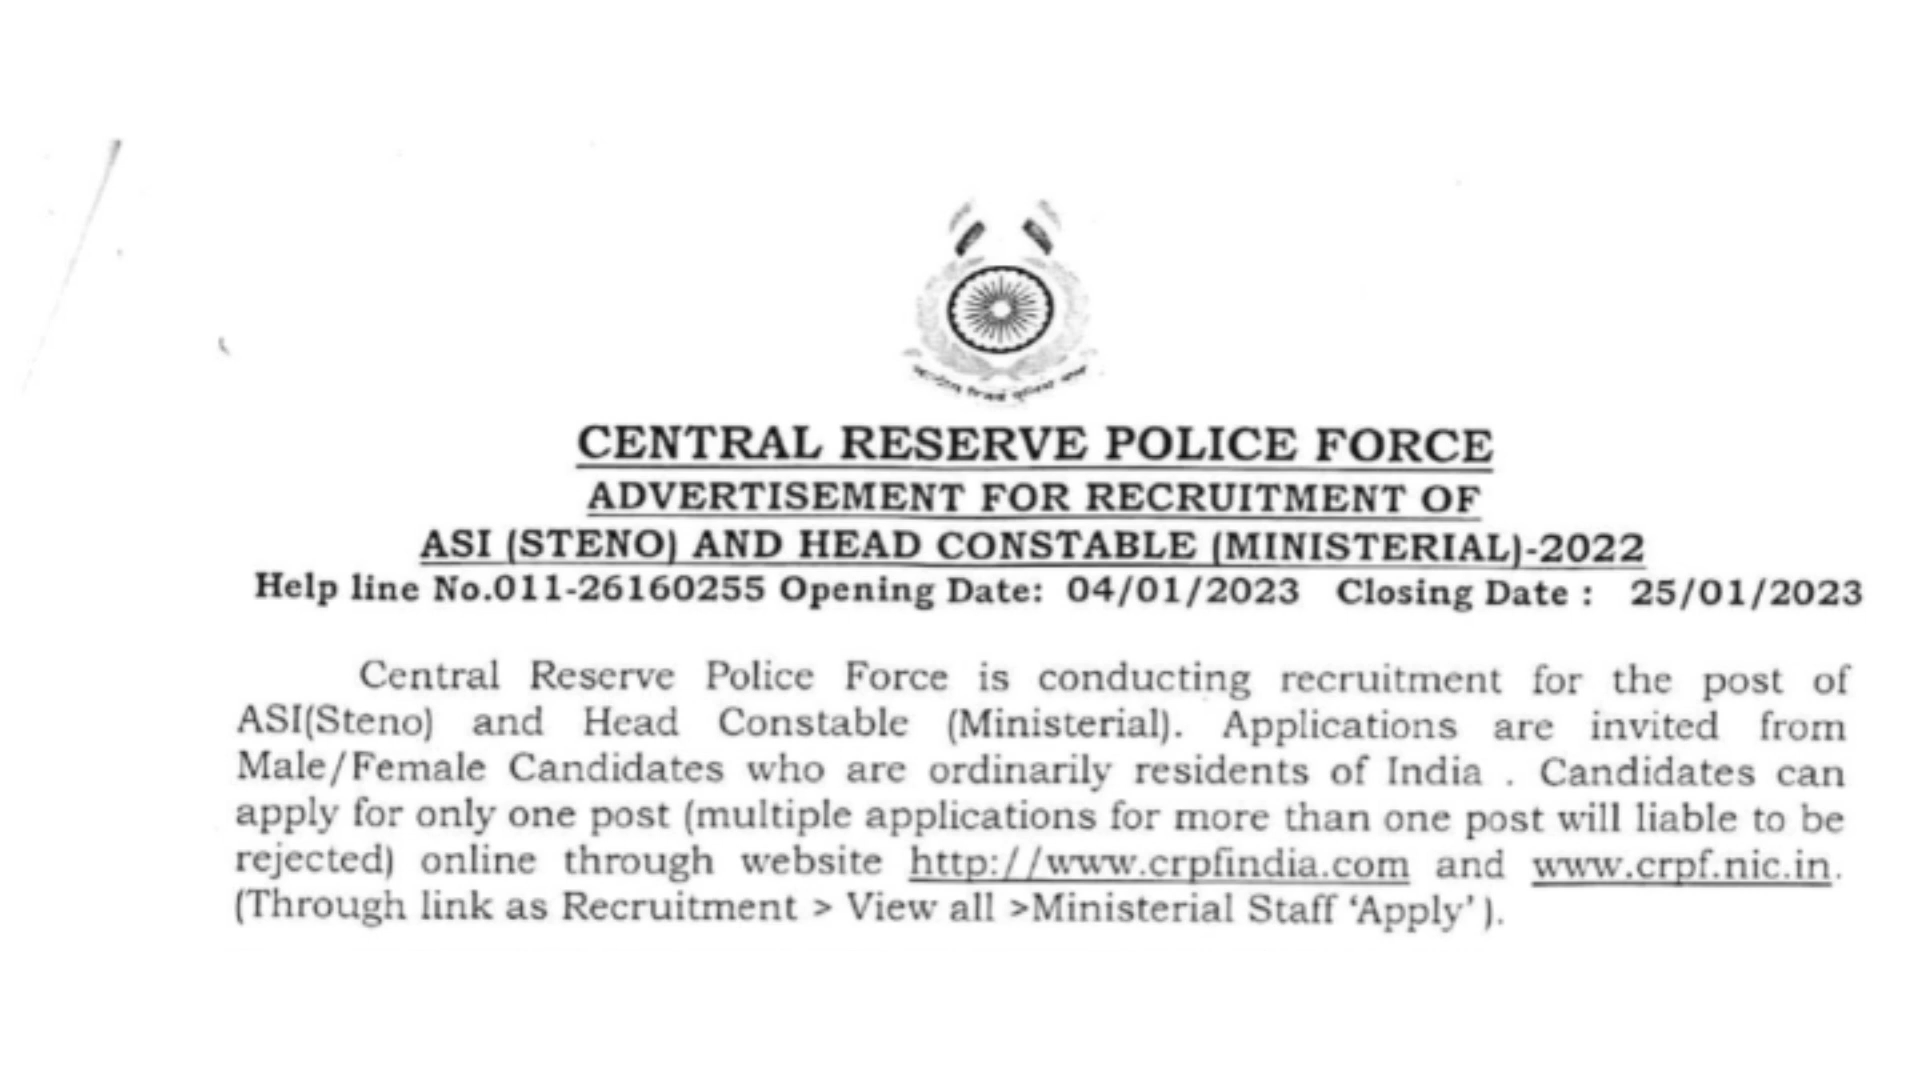 CENTRAL RESERVE POLICE FORCE
ADVERTISEMENT FOR RECRUITMENT OF
ASI (STENO) AND HEAD CONSTABLE (MINISTERIAL)-2022
Help line No.011-26160255 Opening Date: 04/01/2023 Closing Date : 25/01/2023
Central Reserve Police Force is conducting recruitment for the post of
ASI(Steno) and Head Constable (Ministerial). Applications are invited from
Male/Female Candidates who are ordinarily residents of India . Candidates can
apply for only one post (multiple applications for more than one post will liable to be
rejected) online through website http://www.crpfindia.com and www.crpf.nic.in.
(Through link as Recruitment > View all >Ministerial Staff 'Apply' ).